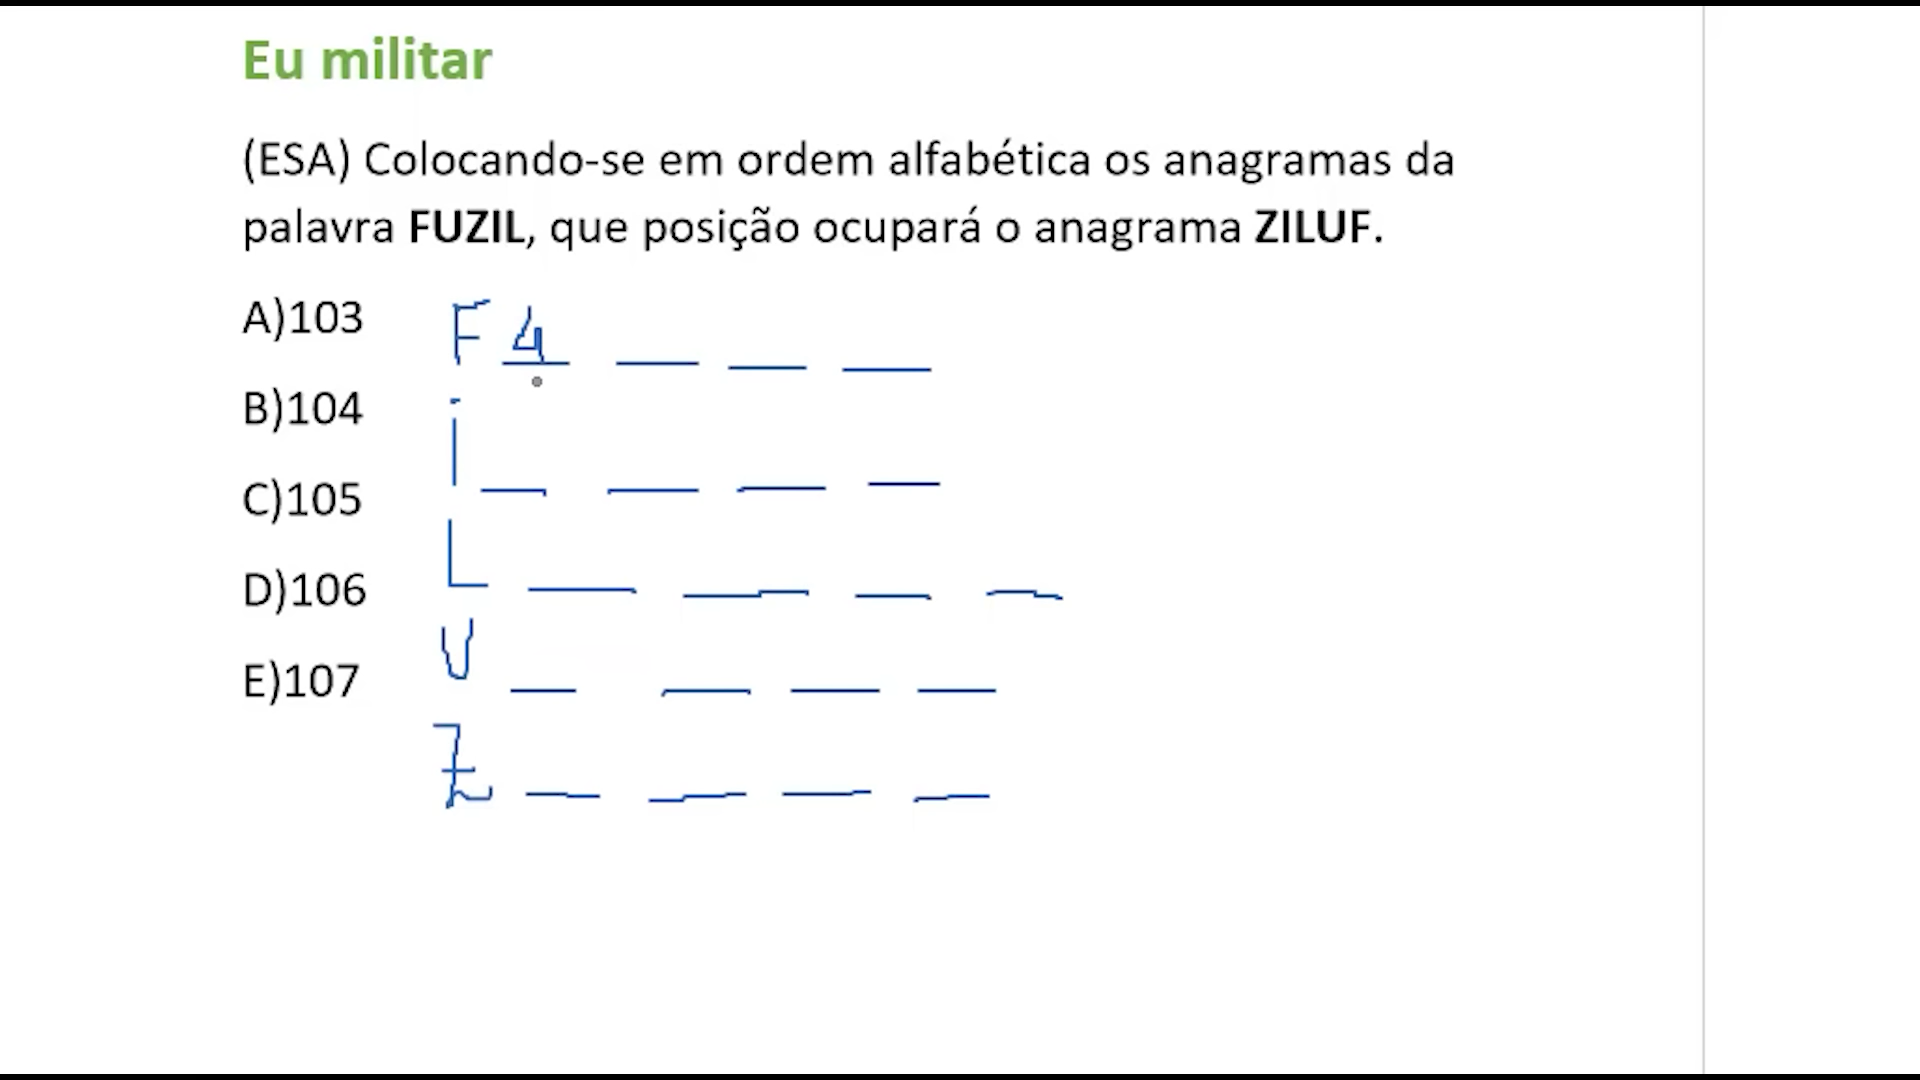 Eu militar
(ESA) Colocando-se em ordem alfabética os anagramas da
palavra FUZIL, que posição ocupará o anagrama ZILUF.
A)103
B)104
C)105
D)106
E)107
F 4
i
L
U
Z